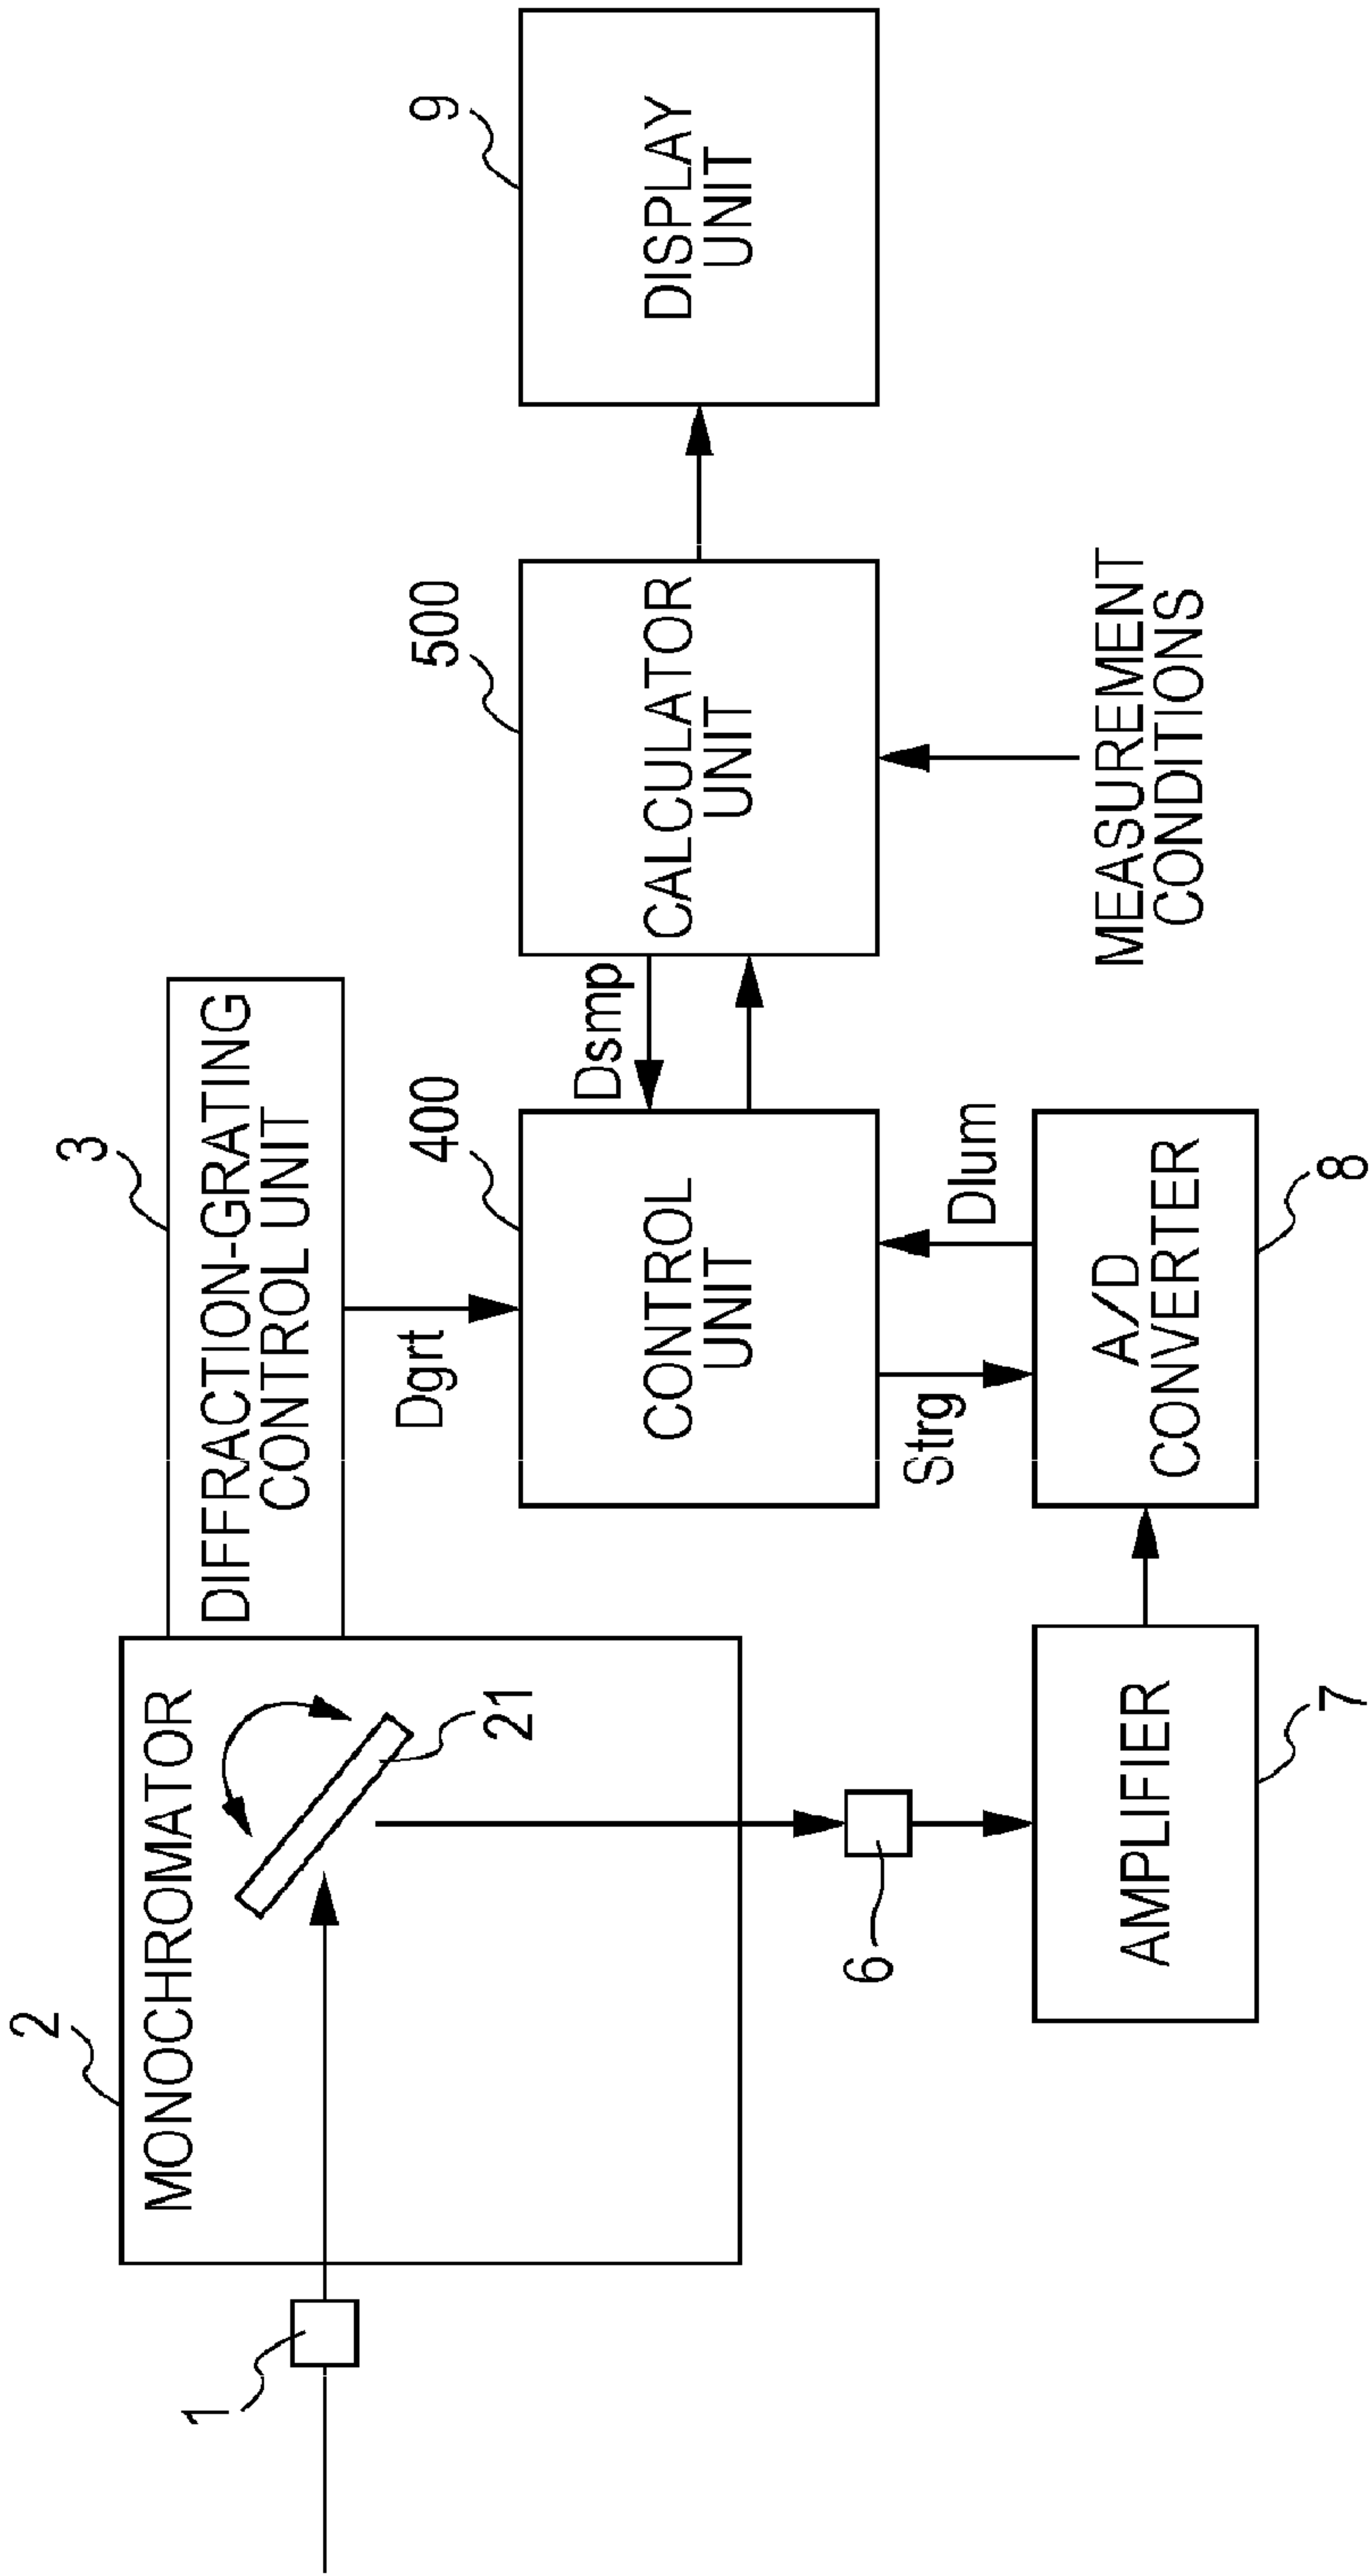 2
MONOCHROMATOR
1
21
3
DIFFRACTION-GRATING
CONTROL UNIT
Dgrt
400
CONTROL
UNIT
Dsmp
500
CALCULATOR
UNIT
9
DISPLAY
UNIT
Strg
Dlum
MEASUREMENT
CONDITIONS
6
AMPLIFIER
7
A/D
CONVERTER
8